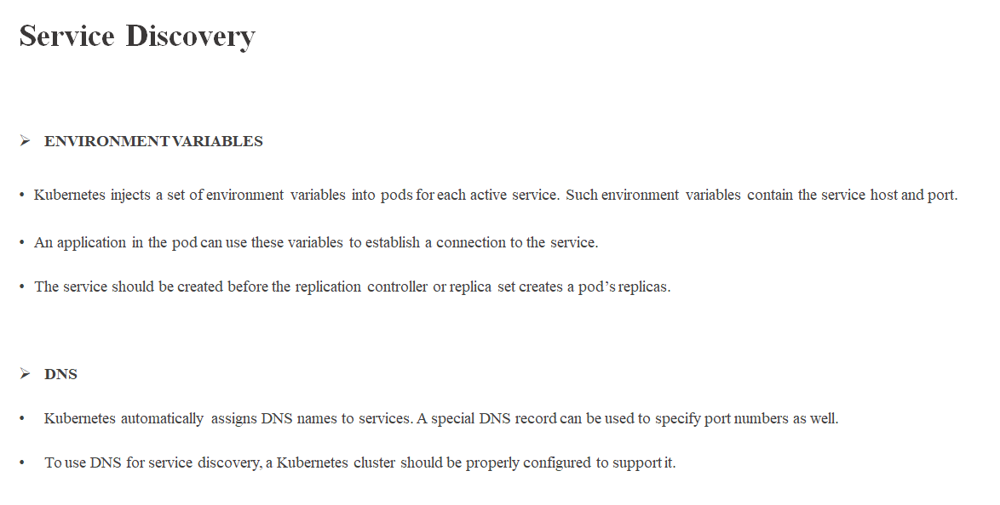 Service Discovery
➢ ENVIRONMENT VARIABLES
• Kubernetes injects a set of environment variables into pods for each active service. Such environment variables contain the service host and port.
• An application in the pod can use these variables to establish a connection to the service.
• The service should be created before the replication controller or replica set creates a pod’s replicas.
➢ DNS
• Kubernetes automatically assigns DNS names to services. A special DNS record can be used to specify port numbers as well.
• To use DNS for service discovery, a Kubernetes cluster should be properly configured to support it.